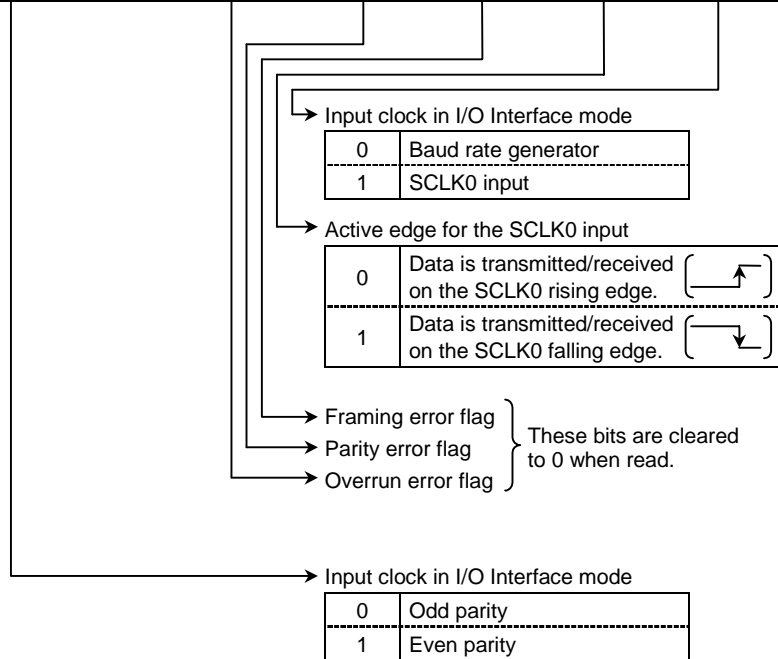 Input clock in I/O Interface mode
0 Baud rate generator
1 SCLK0 input
Active edge for the SCLK0 input
0 Data is transmitted/received
on the SCLK0 rising edge.
1 Data is transmitted/received
on the SCLK0 falling edge.
Framing error flag
Parity error flag
Overrun error flag
These bits are cleared
to 0 when read.
Input clock in I/O Interface mode
0 Odd parity
1 Even parity